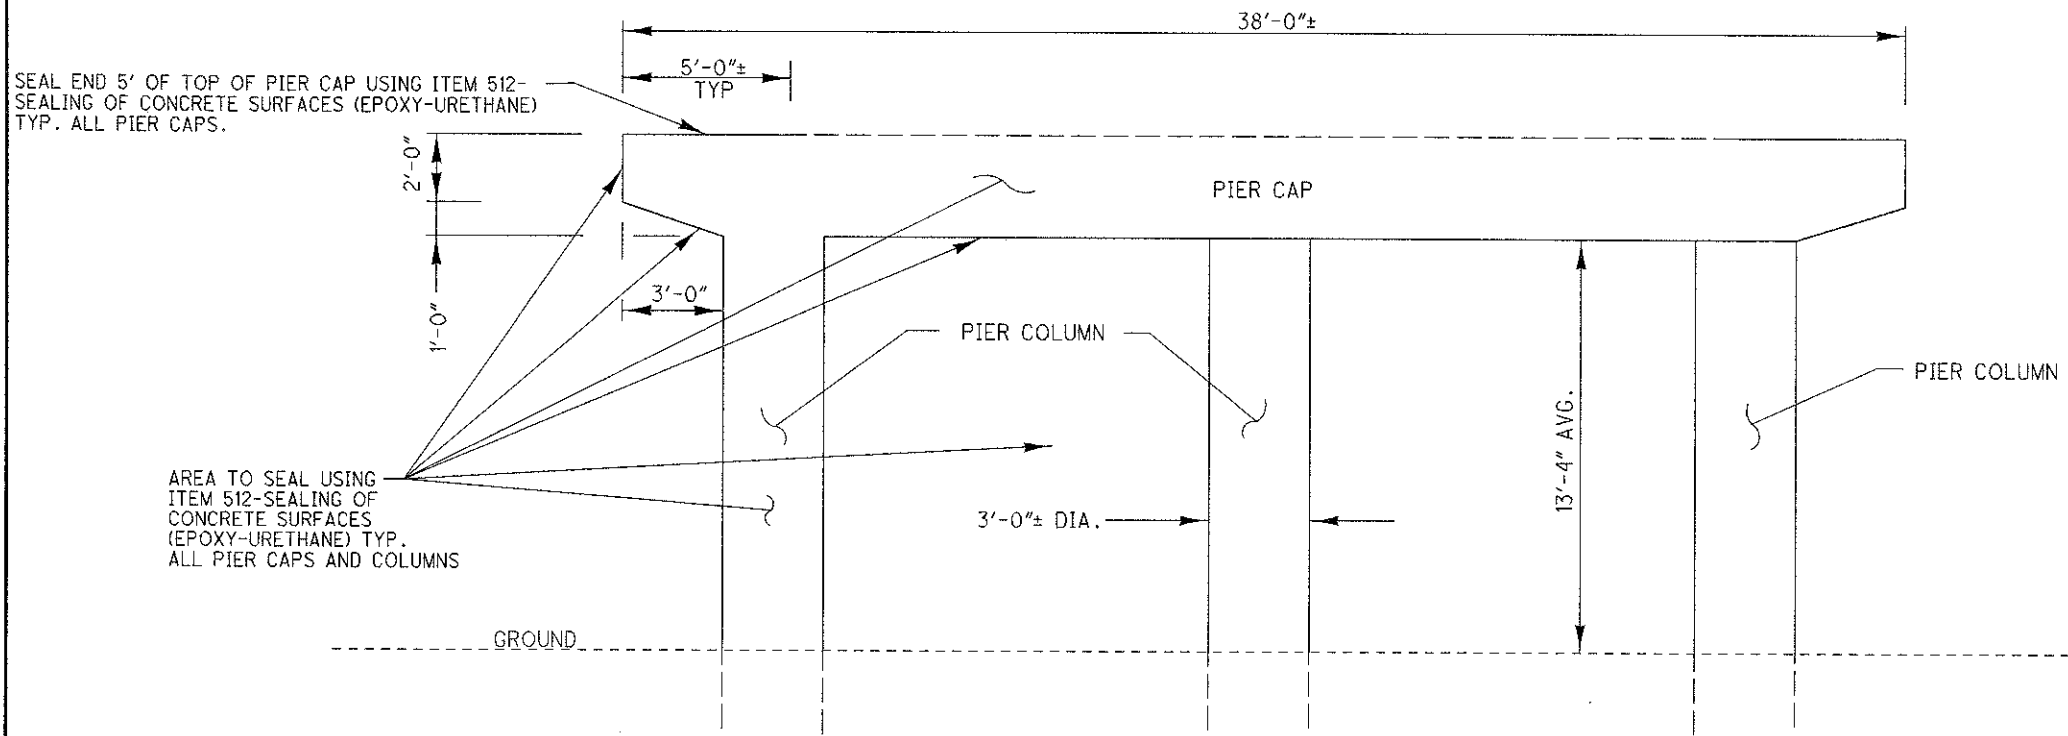 38'-0"±
5'-0"±
TYP
SEAL END 5' OF TOP OF PIER CAP USING ITEM 512-
SEALING OF CONCRETE SURFACES (EPOXY-URETHANE)
TYP. ALL PIER CAPS.
2'-0"
PIER CAP
1'-0"
3'-0"
PIER COLUMN
PIER COLUMN
13'-4" AVG.
AREA TO SEAL USING
ITEM 512-SEALING OF
CONCRETE SURFACES
(EPOXY-URETHANE) TYP.
ALL PIER CAPS AND COLUMNS
3'-0"± DIA.
GROUND